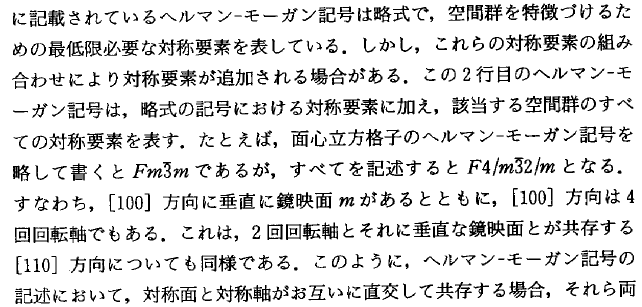 に記載されているヘルマン-モーガン記号は略式で，空間群を特徴づけるた
めの最低限必要な対称要素を表している．しかし，これらの対称要素の組み
合わせにより対称要素が追加される場合がある．この2行目のヘルマン-モ
ーガン記号は，略式の記号における対称要素に加え，該当する空間群のすべ
ての対称要素を表す．たとえば，面心立方格子のヘルマン-モーガン記号を
略して書くと Fm3̅m であるが，すべてを記述すると F4/m3̅2/m となる．
すなわち，[100] 方向に垂直に鏡映面 m があるとともに，[100] 方向は 4
回回転軸でもある．これは，2 回回転軸とそれに垂直な鏡映面とが共存する
[110] 方向についても同様である．このように，ヘルマン-モーガン記号の
記述において，対称面と対称軸がお互いに直交して共存する場合，それら両